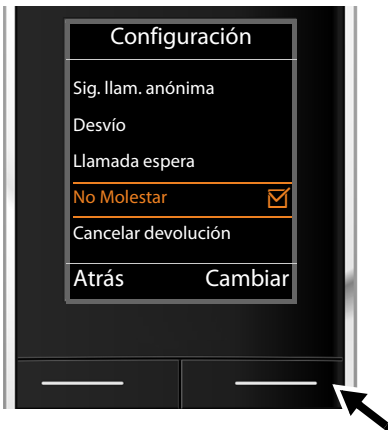 Configuración
Sig. llam. anónima
Desvío
Llamada espera
No Molestar
Cancelar devolución
Atrás Cambiar